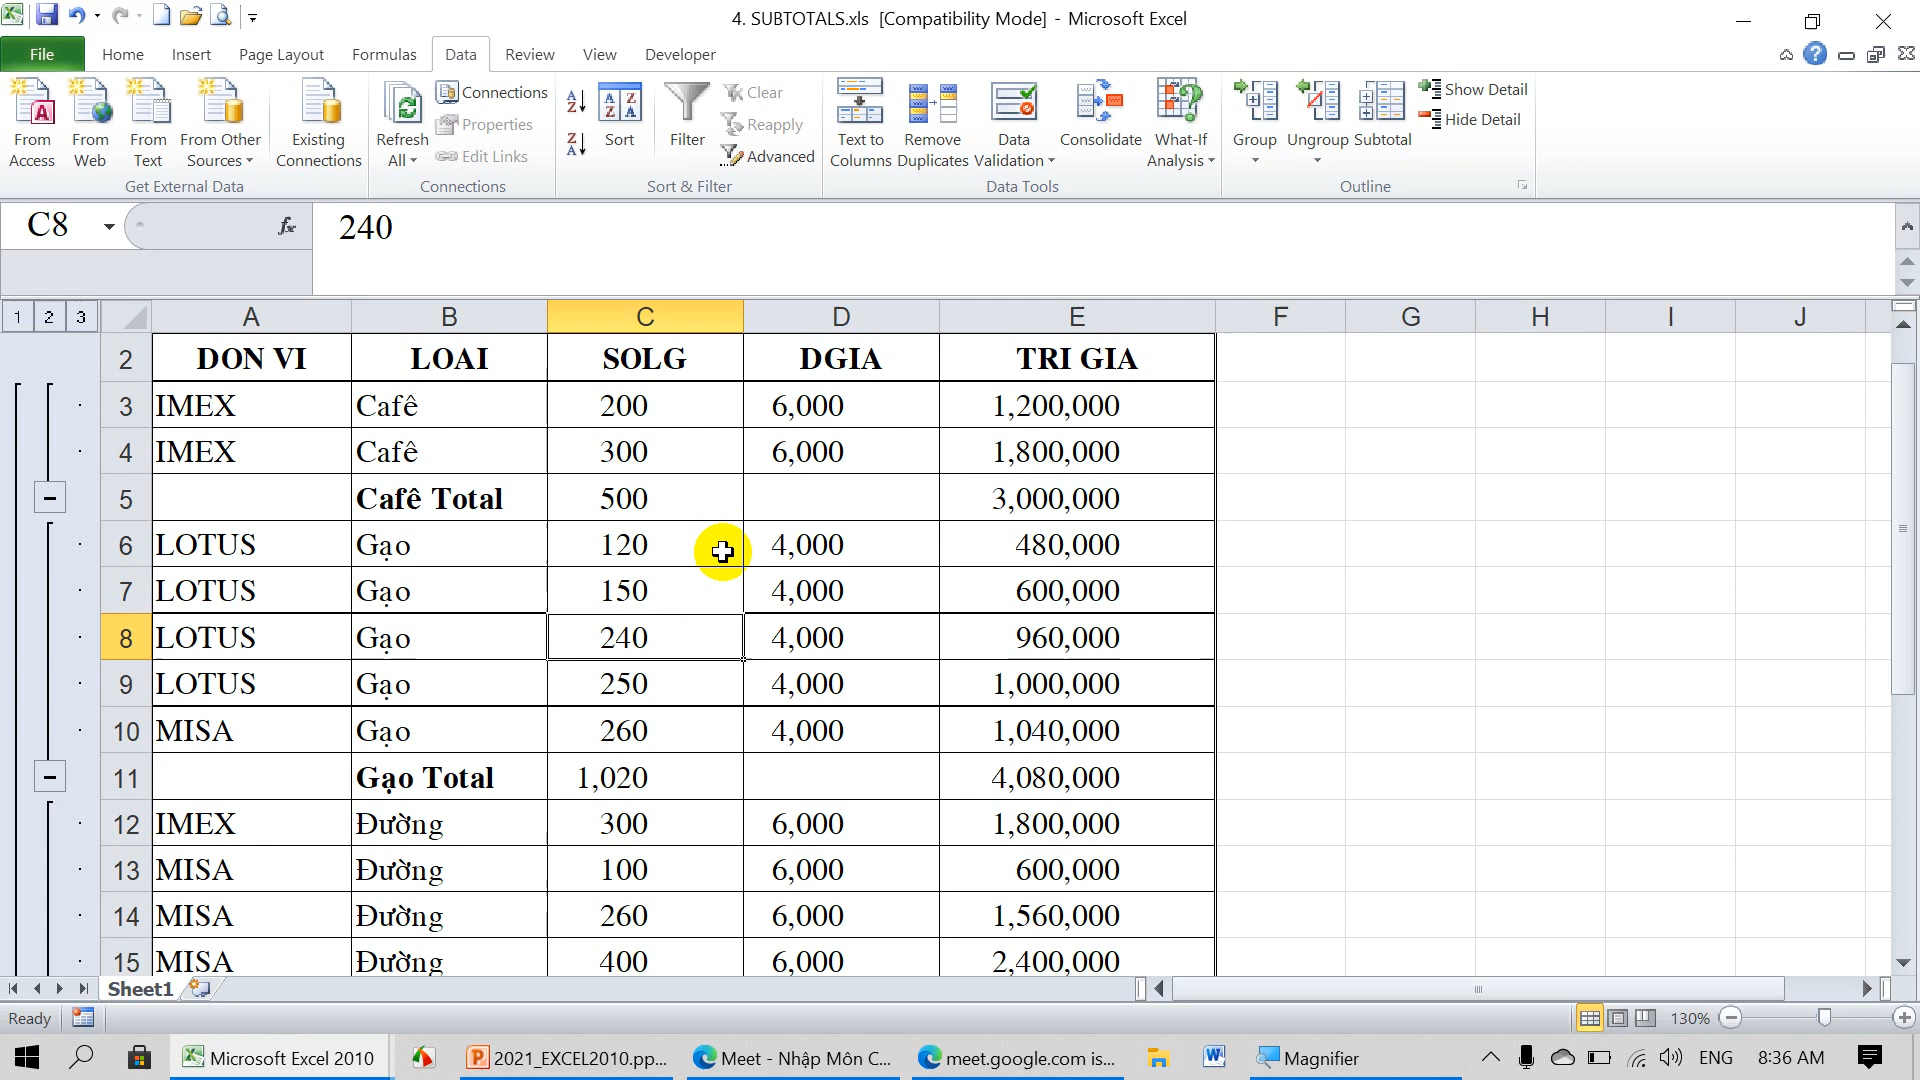 4. SUBTOTALS.xls [Compatibility Mode] - Microsoft Excel
File Home Insert Page Layout Formulas Data Review View Developer
From Access
From Web
From Text
From Other Sources
Existing Connections
Get External Data
Refresh All
Connections
Properties
Edit Links
Connections
Sort
Filter
Clear
Reapply
Advanced
Sort & Filter
Text to Columns
Remove Duplicates
Data Validation
Consolidate
What-If Analysis
Data Tools
Group
Ungroup
Subtotal
Show Detail
Hide Detail
Outline
C8 fx 240
1 2 3 A B C D E F G H I J
2 DON VI LOAI SOLG DGIA TRI GIA
3 IMEX Cafê 200 6,000 1,200,000
4 IMEX Cafê 300 6,000 1,800,000
5 Cafê Total 500 3,000,000
6 LOTUS Gạo 120 4,000 480,000
7 LOTUS Gạo 150 4,000 600,000
8 LOTUS Gạo 240 4,000 960,000
9 LOTUS Gạo 250 4,000 1,000,000
10 MISA Gạo 260 4,000 1,040,000
11 Gạo Total 1,020 4,080,000
12 IMEX Đường 300 6,000 1,800,000
13 MISA Đường 100 6,000 600,000
14 MISA Đường 260 6,000 1,560,000
15 MISA Đường 400 6,000 2,400,000
Sheet1
Ready 130%
Microsoft Excel 2010 2021_EXCEL2010.pp... Meet - Nhập Môn C... meet.google.com is... Magnifier ENG 8:36 AM